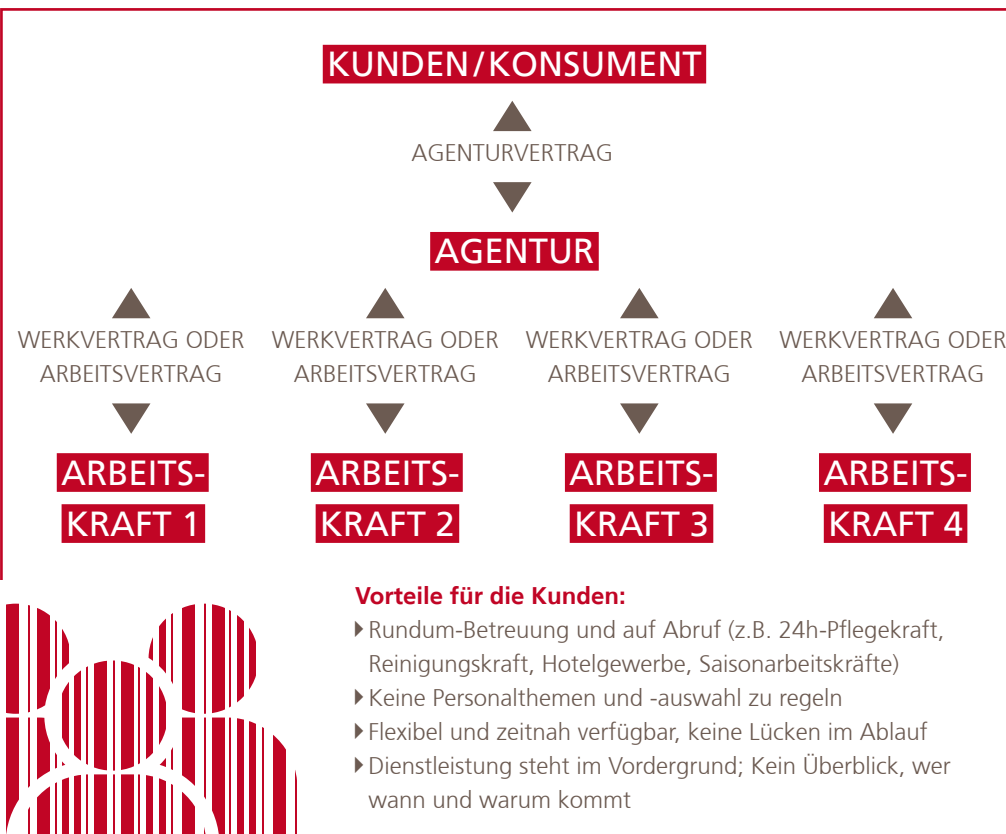 KUNDEN/KONSUMENT
AGENTURVERTRAG
AGENTUR
WERKVERTRAG ODER
ARBEITSVERTRAG
WERKVERTRAG ODER
ARBEITSVERTRAG
WERKVERTRAG ODER
ARBEITSVERTRAG
WERKVERTRAG ODER
ARBEITSVERTRAG
ARBEITS-
KRAFT 1
ARBEITS-
KRAFT 2
ARBEITS-
KRAFT 3
ARBEITS-
KRAFT 4
Vorteile für die Kunden:
Rundum-Betreuung und auf Abruf (z.B. 24h-Pflegekraft,
Reinigungskraft, Hotelgewerbe, Saisonarbeitskräfte)
Keine Personalthemen und -auswahl zu regeln
Flexibel und zeitnah verfügbar, keine Lücken im Ablauf
Dienstleistung steht im Vordergrund; Kein Überblick, wer
wann und warum kommt